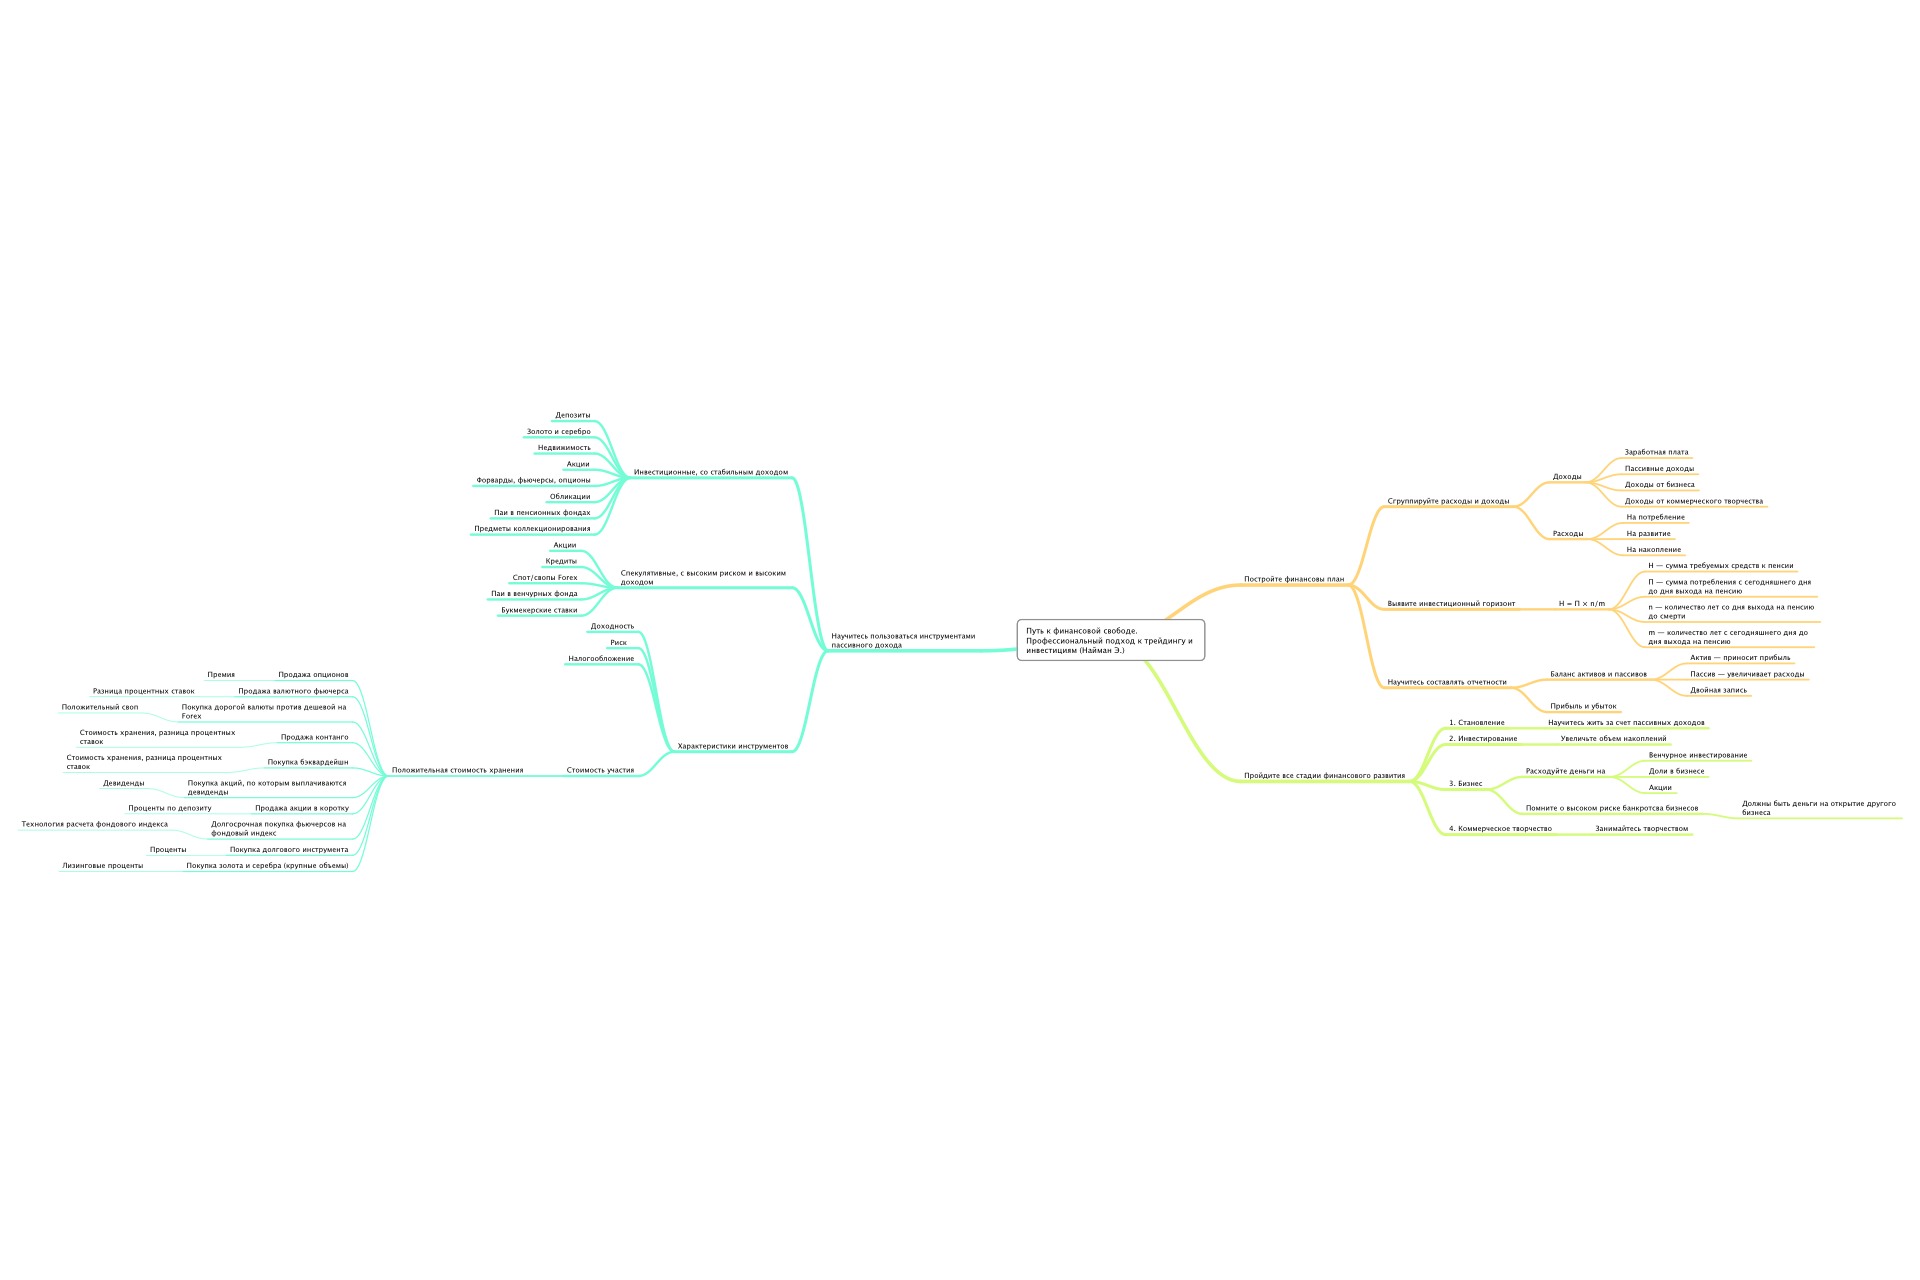 Путь к финансовой свободе.
Профессиональный подход к трейдингу и
инвестициям (Найман Э.)
Постройте финансовы план
Сгруппируйте расходы и доходы
Доходы
Заработная плата
Пассивные доходы
Доходы от бизнеса
Доходы от коммерческого творчества
Расходы
На потребление
На развитие
На накопление
Выявите инвестиционный горизонт
Н = П × n/m
Н — сумма требуемых средств к пенсии
П — сумма потребления с сегодняшнего дня
до дня выхода на пенсию
n — количество лет со дня выхода на пенсию
до смерти
m — количество лет с сегодняшнего дня до
дня выхода на пенсию
Научитесь составлять отчетности
Баланс активов и пассивов
Актив — приносит прибыль
Пассив — увеличивает расходы
Двойная запись
Прибыль и убыток
Пройдите все стадии финансового развития
1. Становление
Научитесь жить за счет пассивных доходов
2. Инвестирование
Увеличьте объем накоплений
3. Бизнес
Расходуйте деньги на
Венчурное инвестирование
Доли в бизнесе
Акции
Помните о высоком риске банкротсва бизнесов
Должны быть деньги на открытие другого
бизнеса
4. Коммерческое творчество
Занимайтесь творчеством
Научитесь пользоваться инструментами
пассивного дохода
Инвестиционные, со стабильным доходом
Депозиты
Золото и серебро
Недвижимость
Акции
Форварды, фьючерсы, опционы
Обликации
Паи в пенсионных фондах
Предметы коллекционирования
Спекулятивные, с высоким риском и высоким
доходом
Акции
Кредиты
Спот/свопы Forex
Паи в венчурных фонда
Букмекерские ставки
Характеристики инструментов
Доходность
Риск
Налогообложение
Стоимость участия
Положительная стоимость хранения
Продажа опционов
Премия
Продажа валютного фьючерса
Разница процентных ставок
Покупка дорогой валюты против дешевой на
Forex
Положительный своп
Продажа контанго
Стоимость хранения, разница процентных
ставок
Покупка бэквардейшн
Стоимость хранения, разница процентных
ставок
Покупка акций, по которым выплачиваются
девиденды
Девиденды
Продажа акции в коротку
Проценты по депозиту
Долгосрочная покупка фьючерсов на
фондовый индекс
Технология расчета фондового индекса
Покупка долгового инструмента
Проценты
Покупка золота и серебра (крупные объемы)
Лизинговые проценты